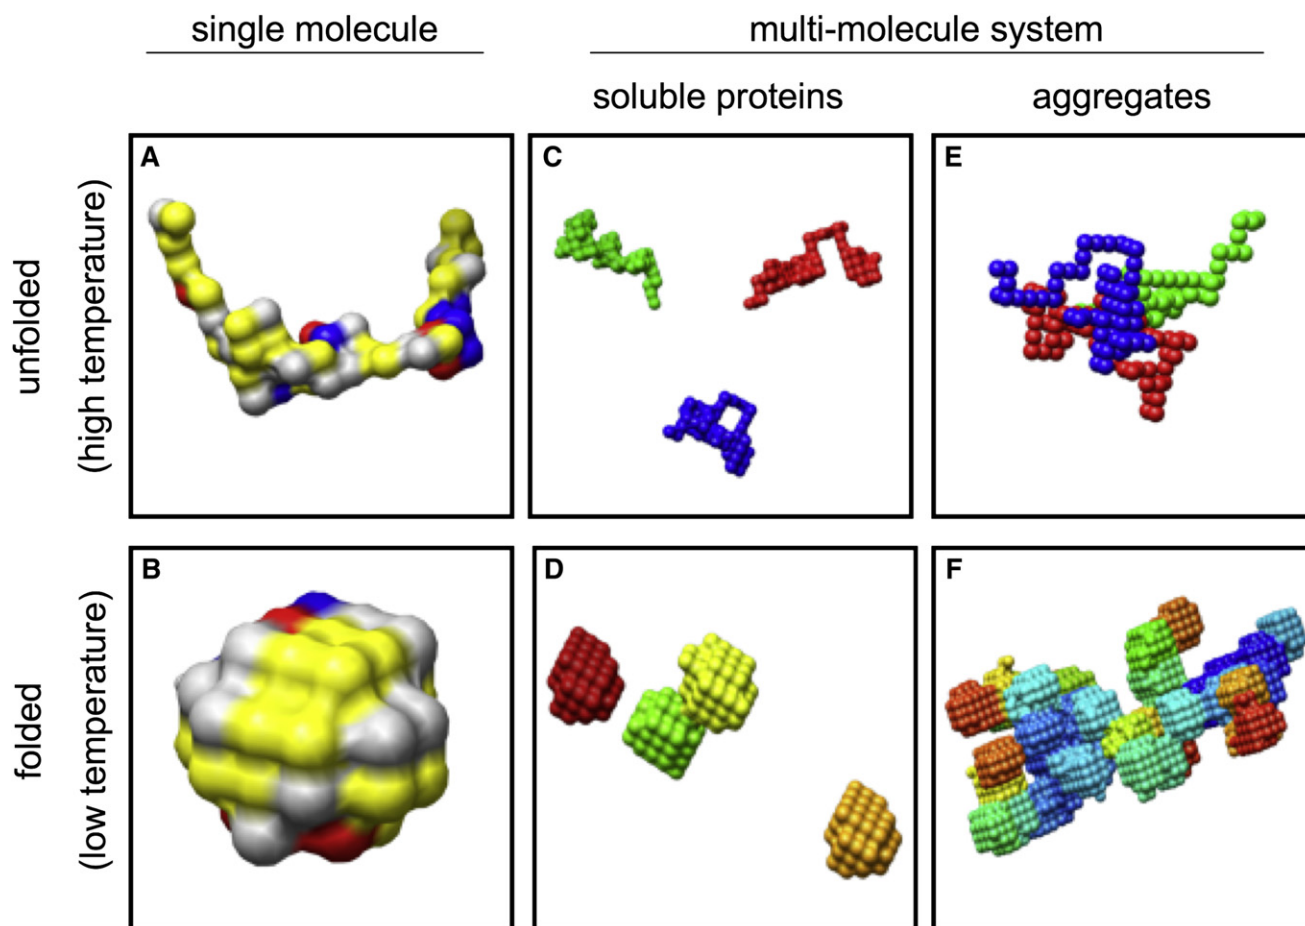 single molecule
multi-molecule system
soluble proteins
aggregates
unfolded
(high temperature)
A
C
E
folded
(low temperature)
B
D
F